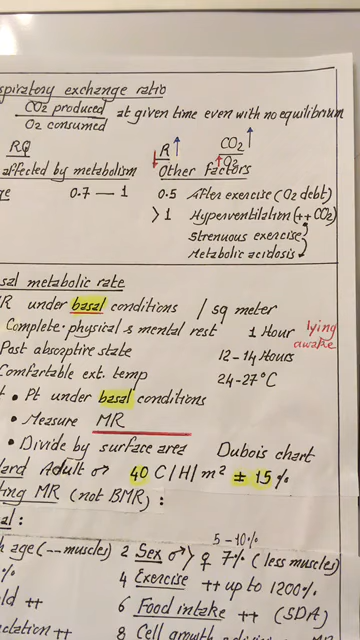 spiratory exchange ratio
CO2 produced
O2 consumed
at given time even with no equilibrium
RQ R ↑ CO2 ↑
↓ ↑ O2
affected by metabolism Other factors
ge 0.7 — 1 0.5 After exercise (O2 debt)
>1 Hyperventilation (++ CO2)
Strenuous exercise
Metabolic acidosis
sal metabolic rate
R under basal conditions / sq meter
Complete physical & mental rest 1 Hour lying
awake
Past absorptive state 12-14 Hours
Comfortable ext. temp 24-27°C
• Pt under basal conditions
• Measure MR
• Divide by surface area Dubois chart
ard Adult ♂ 40 C/H/m² ± 15%
ting MR (not BMR) :
al:
5-10%
h age (-- muscles) 2 Sex ♂ > ♀ 7% (less muscles)
% 4 Exercise ++ up to 1200%
ld ++ 6 Food intake ++ (SDA)
ctation ++ 8 Cell growth